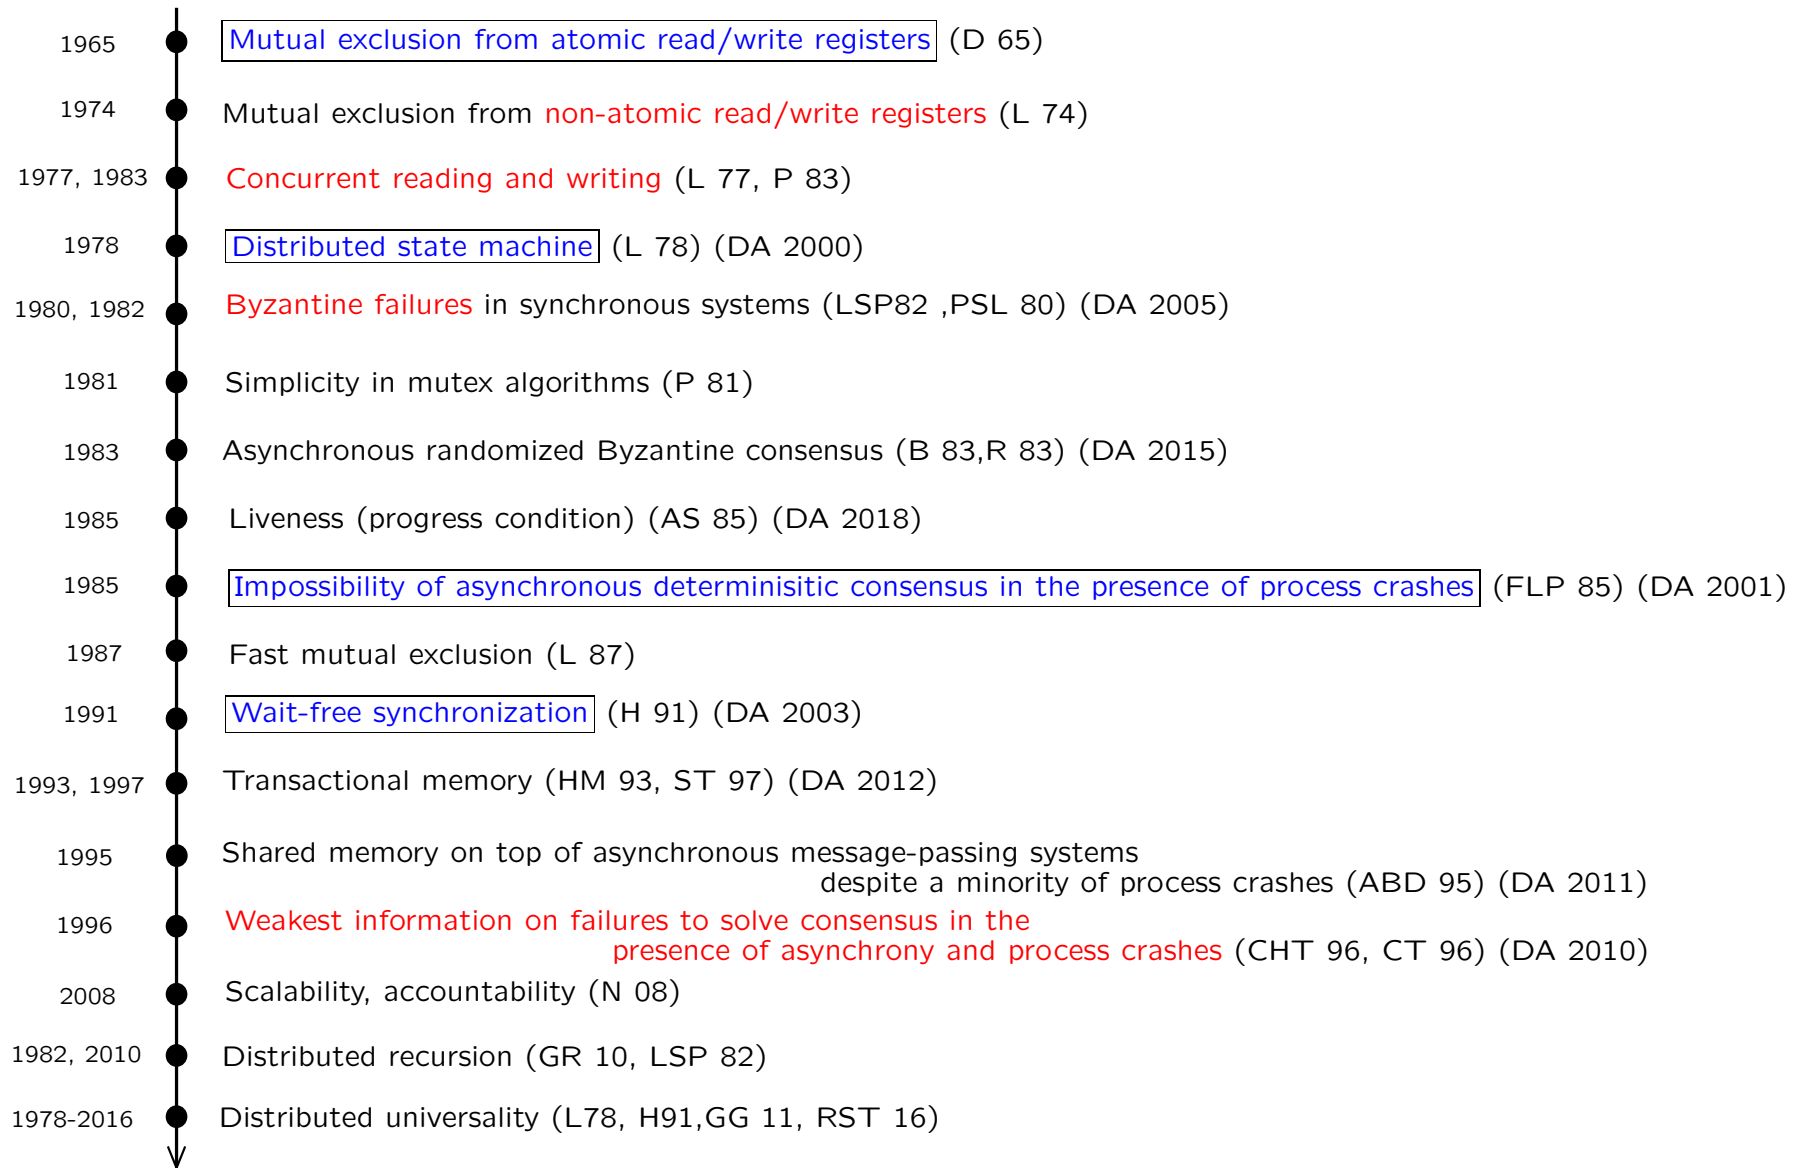 1965 Mutual exclusion from atomic read/write registers (D 65)
1974 Mutual exclusion from non-atomic read/write registers (L 74)
1977, 1983 Concurrent reading and writing (L 77, P 83)
1978 Distributed state machine (L 78) (DA 2000)
1980, 1982 Byzantine failures in synchronous systems (LSP82 ,PSL 80) (DA 2005)
1981 Simplicity in mutex algorithms (P 81)
1983 Asynchronous randomized Byzantine consensus (B 83,R 83) (DA 2015)
1985 Liveness (progress condition) (AS 85) (DA 2018)
1985 Impossibility of asynchronous determinisitic consensus in the presence of process crashes (FLP 85) (DA 2001)
1987 Fast mutual exclusion (L 87)
1991 Wait-free synchronization (H 91) (DA 2003)
1993, 1997 Transactional memory (HM 93, ST 97) (DA 2012)
1995 Shared memory on top of asynchronous message-passing systems
despite a minority of process crashes (ABD 95) (DA 2011)
1996 Weakest information on failures to solve consensus in the
presence of asynchrony and process crashes (CHT 96, CT 96) (DA 2010)
2008 Scalability, accountability (N 08)
1982, 2010 Distributed recursion (GR 10, LSP 82)
1978-2016 Distributed universality (L78, H91,GG 11, RST 16)